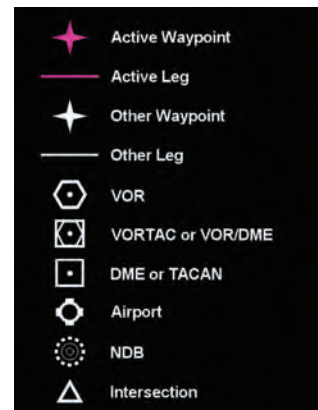 Active Waypoint
Active Leg
Other Waypoint
Other Leg
VOR
VORTAC or VOR/DME
DME or TACAN
Airport
NDB
Intersection